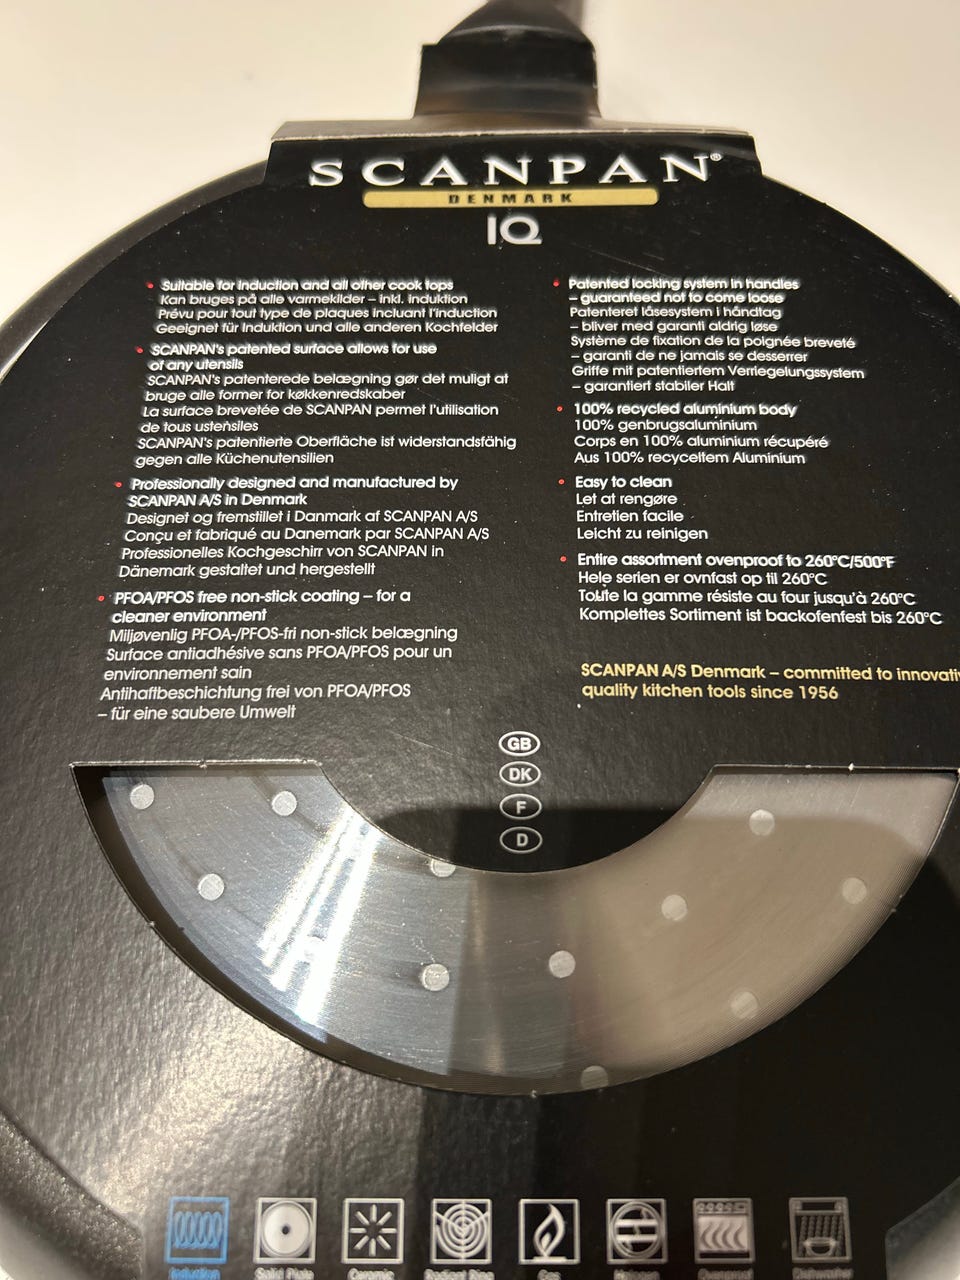 SCANPAN®
DENMARK
IQ
• Suitable for induction and all other cook tops
Kan bruges på alle varmekilder – inkl. induktion
Prévu pour tout type de plaques incluant l'induction
Geeignet für Induktion und alle anderen Kochfelder
• SCANPAN's patented surface allows for use
of any utensils
SCANPAN's patenterede belægning gør det muligt at
bruge alle former for køkkenredskaber
La surface brevetée de SCANPAN permet l'utilisation
de tous ustensiles
SCANPAN's patentierte Oberfläche ist widerstandsfähig
gegen alle Küchenutensilien
• Professionally designed and manufactured by
SCANPAN A/S in Denmark
Designet og fremstillet i Danmark af SCANPAN A/S
Conçu et fabriqué au Danemark par SCANPAN A/S
Professionelles Kochgeschirr von SCANPAN in
Dänemark gestaltet und hergestellt
• PFOA/PFOS free non-stick coating – for a
cleaner environment
Miljøvenlig PFOA-/PFOS-fri non-stick belægning
Surface antiadhésive sans PFOA/PFOS pour un
environnement sain
Antihaftbeschichtung frei von PFOA/PFOS
– für eine saubere Umwelt
• Patented locking system in handles
– guaranteed not to come loose
Patenteret låsesystem i håndtag
– bliver med garanti aldrig løse
Système de fixation de la poignée breveté
– garanti de ne jamais se desserrer
Griffe mit patentiertem Verriegelungssystem
– garantiert stabiler Halt
• 100% recycled aluminium body
100% genbrugsaluminium
Corps en 100% aluminium récupéré
Aus 100% recyceltem Aluminium
• Easy to clean
Let at rengøre
Entretien facile
Leicht zu reinigen
• Entire assortment ovenproof to 260°C/500°F
Hele serien er ovnfast op til 260°C
Toute la gamme résiste au four jusqu'à 260°C
Komplettes Sortiment ist backofenfest bis 260°C
SCANPAN A/S Denmark – committed to
quality kitchen tools since 1956
GB
DK
F
D
Induction Solid Plate Ceramic Gas